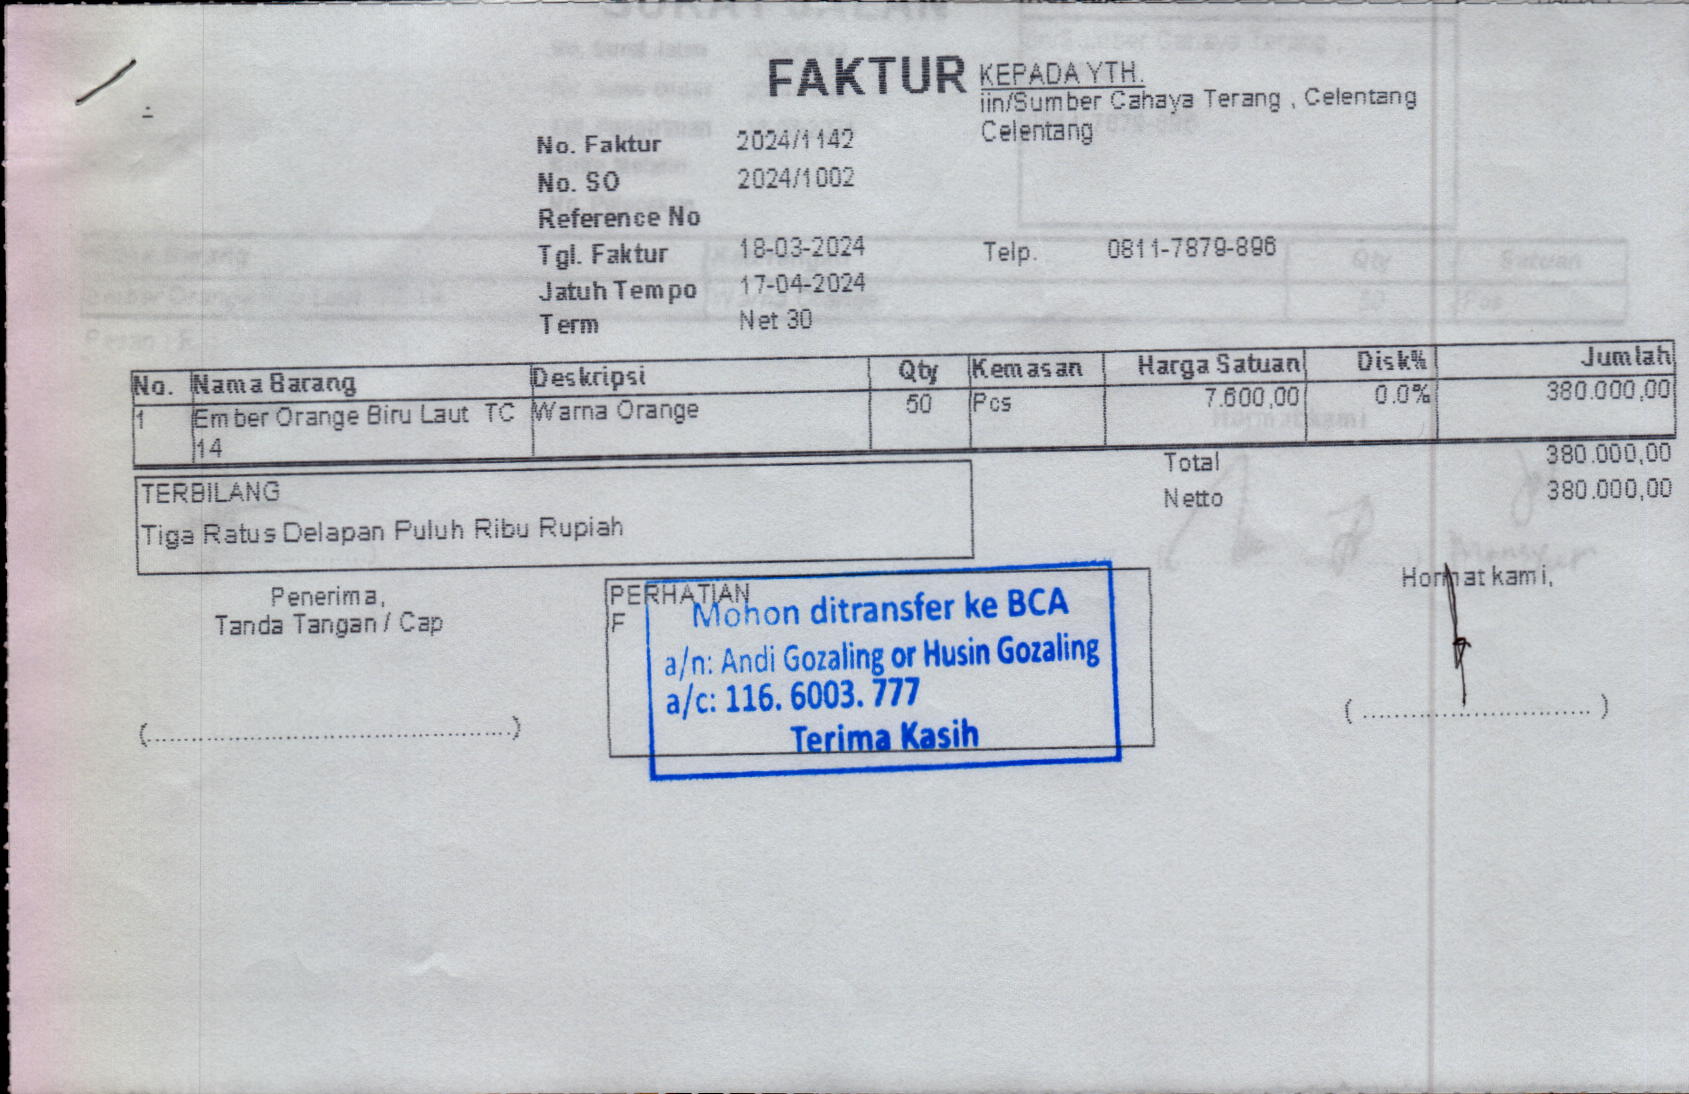 FAKTUR
KEPADA YTH.
iin/Sumber Cahaya Terang , Celentang
Celentang
No. Faktur 2024/1142
No. SO 2024/1002
Reference No
Tgl. Faktur 18-03-2024
Telp. 0811-7879-896
Jatuh Tempo 17-04-2024
Term Net 30
No. Nama Barang Deskripsi Qty Kemasan Harga Satuan Disk% Jumlah
1 Ember Orange Biru Laut TC Warna Orange 50 Pcs 7.600,00 0.0% 380.000,00
14
Total 380.000,00
Netto 380.000,00
TERBILANG
Tiga Ratus Delapan Puluh Ribu Rupiah
Penerima,
Tanda Tangan / Cap
(..............................................)
PERHATIAN
F
Mohon ditransfer ke BCA
a/n: Andi Gozaling or Husin Gozaling
a/c: 116. 6003. 777
Terima Kasih
Hormat kami,
( ............................. )